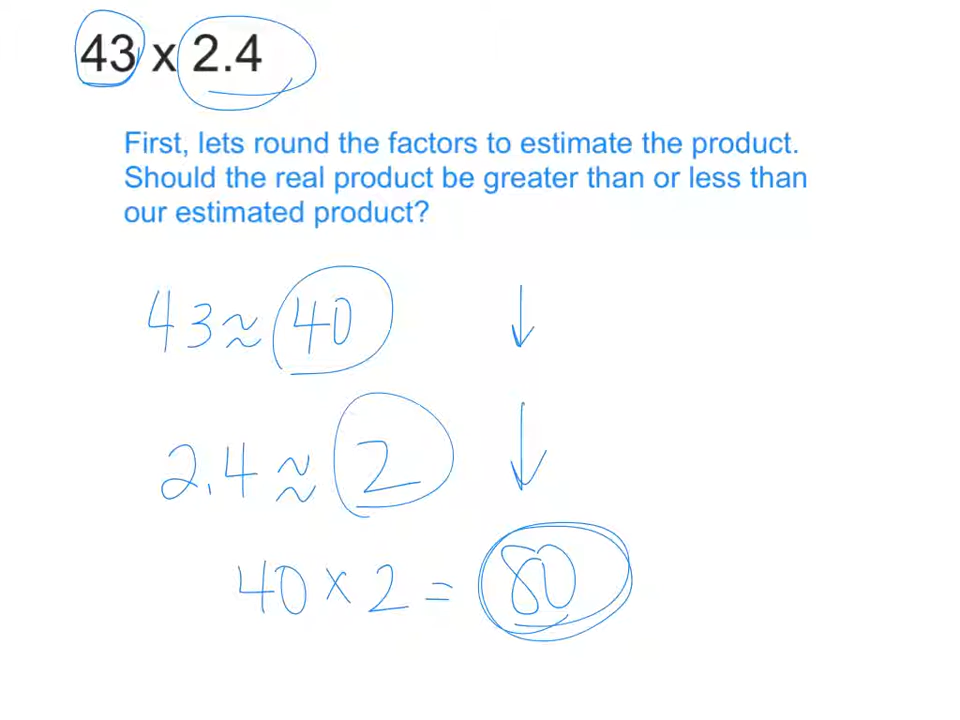 43 x 2.4
First, lets round the factors to estimate the product.
Should the real product be greater than or less than
our estimated product?
43 ≈ 40
2.4 ≈ 2
40 × 2 = 80